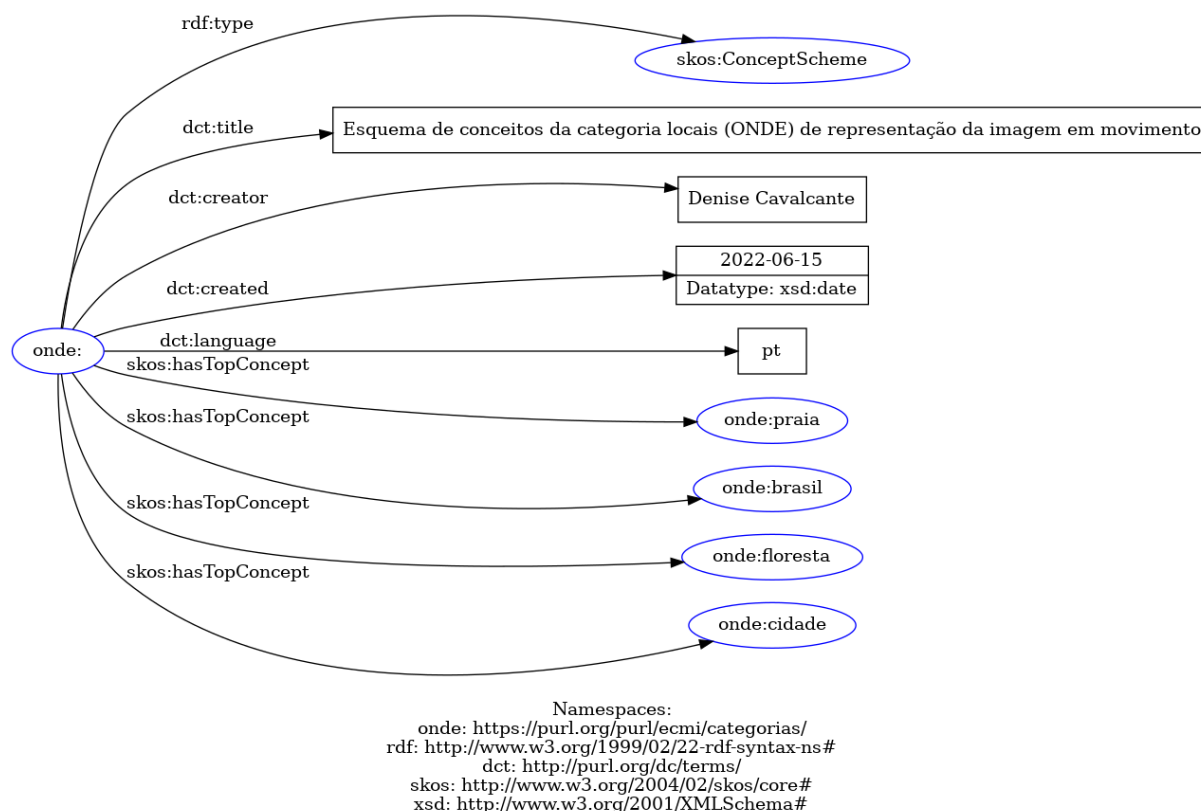 rdf:type
skos:ConceptScheme
dct:title
Esquema de conceitos da categoria locais (ONDE) de representação da imagem em movimento
dct:creator
Denise Cavalcante
dct:created
2022-06-15
Datatype: xsd:date
onde:
dct:language
pt
skos:hasTopConcept
onde:praia
skos:hasTopConcept
onde:brasil
skos:hasTopConcept
onde:floresta
skos:hasTopConcept
onde:cidade
Namespaces:
onde: https://purl.org/purl/ecmi/categorias/
rdf: http://www.w3.org/1999/02/22-rdf-syntax-ns#
dct: http://purl.org/dc/terms/
skos: http://www.w3.org/2004/02/skos/core#
xsd: http://www.w3.org/2001/XMLSchema#